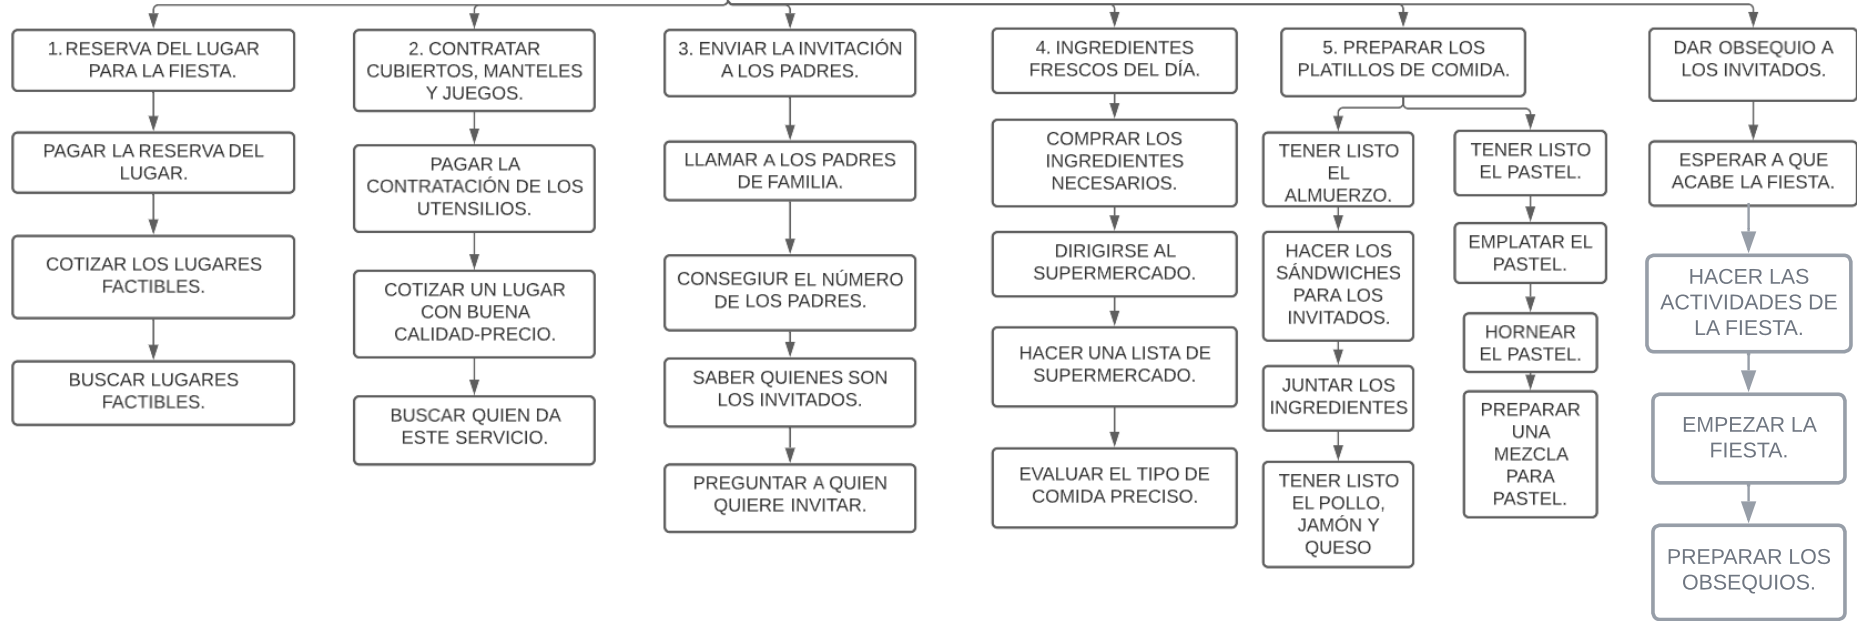 1. RESERVA DEL LUGAR
PARA LA FIESTA.
PAGAR LA RESERVA DEL
LUGAR.
COTIZAR LOS LUGARES
FACTIBLES.
BUSCAR LUGARES
FACTIBLES.
2. CONTRATAR
CUBIERTOS, MANTELES
Y JUEGOS.
PAGAR LA
CONTRATACIÓN DE LOS
UTENSILIOS.
COTIZAR UN LUGAR
CON BUENA
CALIDAD-PRECIO.
BUSCAR QUIEN DA
ESTE SERVICIO.
3. ENVIAR LA INVITACIÓN
A LOS PADRES.
LLAMAR A LOS PADRES
DE FAMILIA.
CONSEGIUR EL NÚMERO
DE LOS PADRES.
SABER QUIENES SON
LOS INVITADOS.
PREGUNTAR A QUIEN
QUIERE INVITAR.
4. INGREDIENTES
FRESCOS DEL DÍA.
COMPRAR LOS
INGREDIENTES
NECESARIOS.
DIRIGIRSE AL
SUPERMERCADO.
HACER UNA LISTA DE
SUPERMERCADO.
EVALUAR EL TIPO DE
COMIDA PRECISO.
5. PREPARAR LOS
PLATILLOS DE COMIDA.
TENER LISTO
EL
ALMUERZO.
HACER LOS
SÁNDWICHES
PARA LOS
INVITADOS.
JUNTAR LOS
INGREDIENTES
TENER LISTO
EL POLLO,
JAMÓN Y
QUESO
TENER LISTO
EL PASTEL.
EMPLATAR EL
PASTEL.
HORNEAR
EL PASTEL.
PREPARAR
UNA
MEZCLA
PARA
PASTEL.
DAR OBSEQUIO A
LOS INVITADOS.
ESPERAR A QUE
ACABE LA FIESTA.
HACER LAS
ACTIVIDADES DE
LA FIESTA.
EMPEZAR LA
FIESTA.
PREPARAR LOS
OBSEQUIOS.